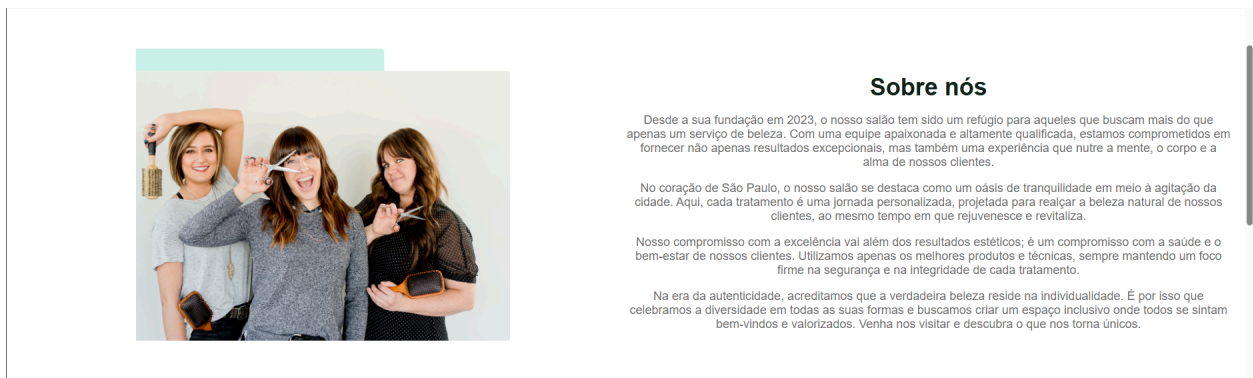 Sobre nós
Desde a sua fundação em 2023, o nosso salão tem sido um refúgio para aqueles que buscam mais do que
apenas um serviço de beleza. Com uma equipe apaixonada e altamente qualificada, estamos comprometidos em
fornecer não apenas resultados excepcionais, mas também uma experiência que nutre a mente, o corpo e a
alma de nossos clientes.
No coração de São Paulo, o nosso salão se destaca como um oásis de tranquilidade em meio à agitação da
cidade. Aqui, cada tratamento é uma jornada personalizada, projetada para realçar a beleza natural de nossos
clientes, ao mesmo tempo em que rejuvenesce e revitaliza.
Nosso compromisso com a excelência vai além dos resultados estéticos; é um compromisso com a saúde e o
bem-estar de nossos clientes. Utilizamos apenas os melhores produtos e técnicas, sempre mantendo um foco
firme na segurança e na integridade de cada tratamento.
Na era da autenticidade, acreditamos que a verdadeira beleza reside na individualidade. É por isso que
celebramos a diversidade em todas as suas formas e buscamos criar um espaço inclusivo onde todos se sintam
bem-vindos e valorizados. Venha nos visitar e descubra o que nos torna únicos.